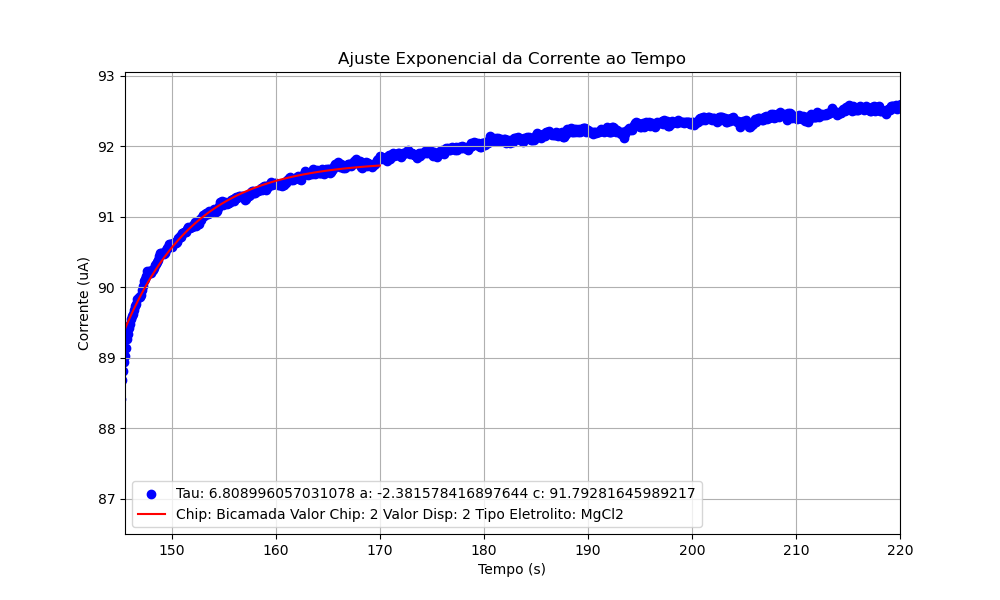 Ajuste Exponencial da Corrente ao Tempo
93
92
91
90
89
88
87
Corrente (uA)
Tau: 6.808996057031078 a: -2.381578416897644 c: 91.79281645989217
Chip: Bicamada Valor Chip: 2 Valor Disp: 2 Tipo Eletrolito: MgCl2
150 160 170 180 190 200 210 220
Tempo (s)